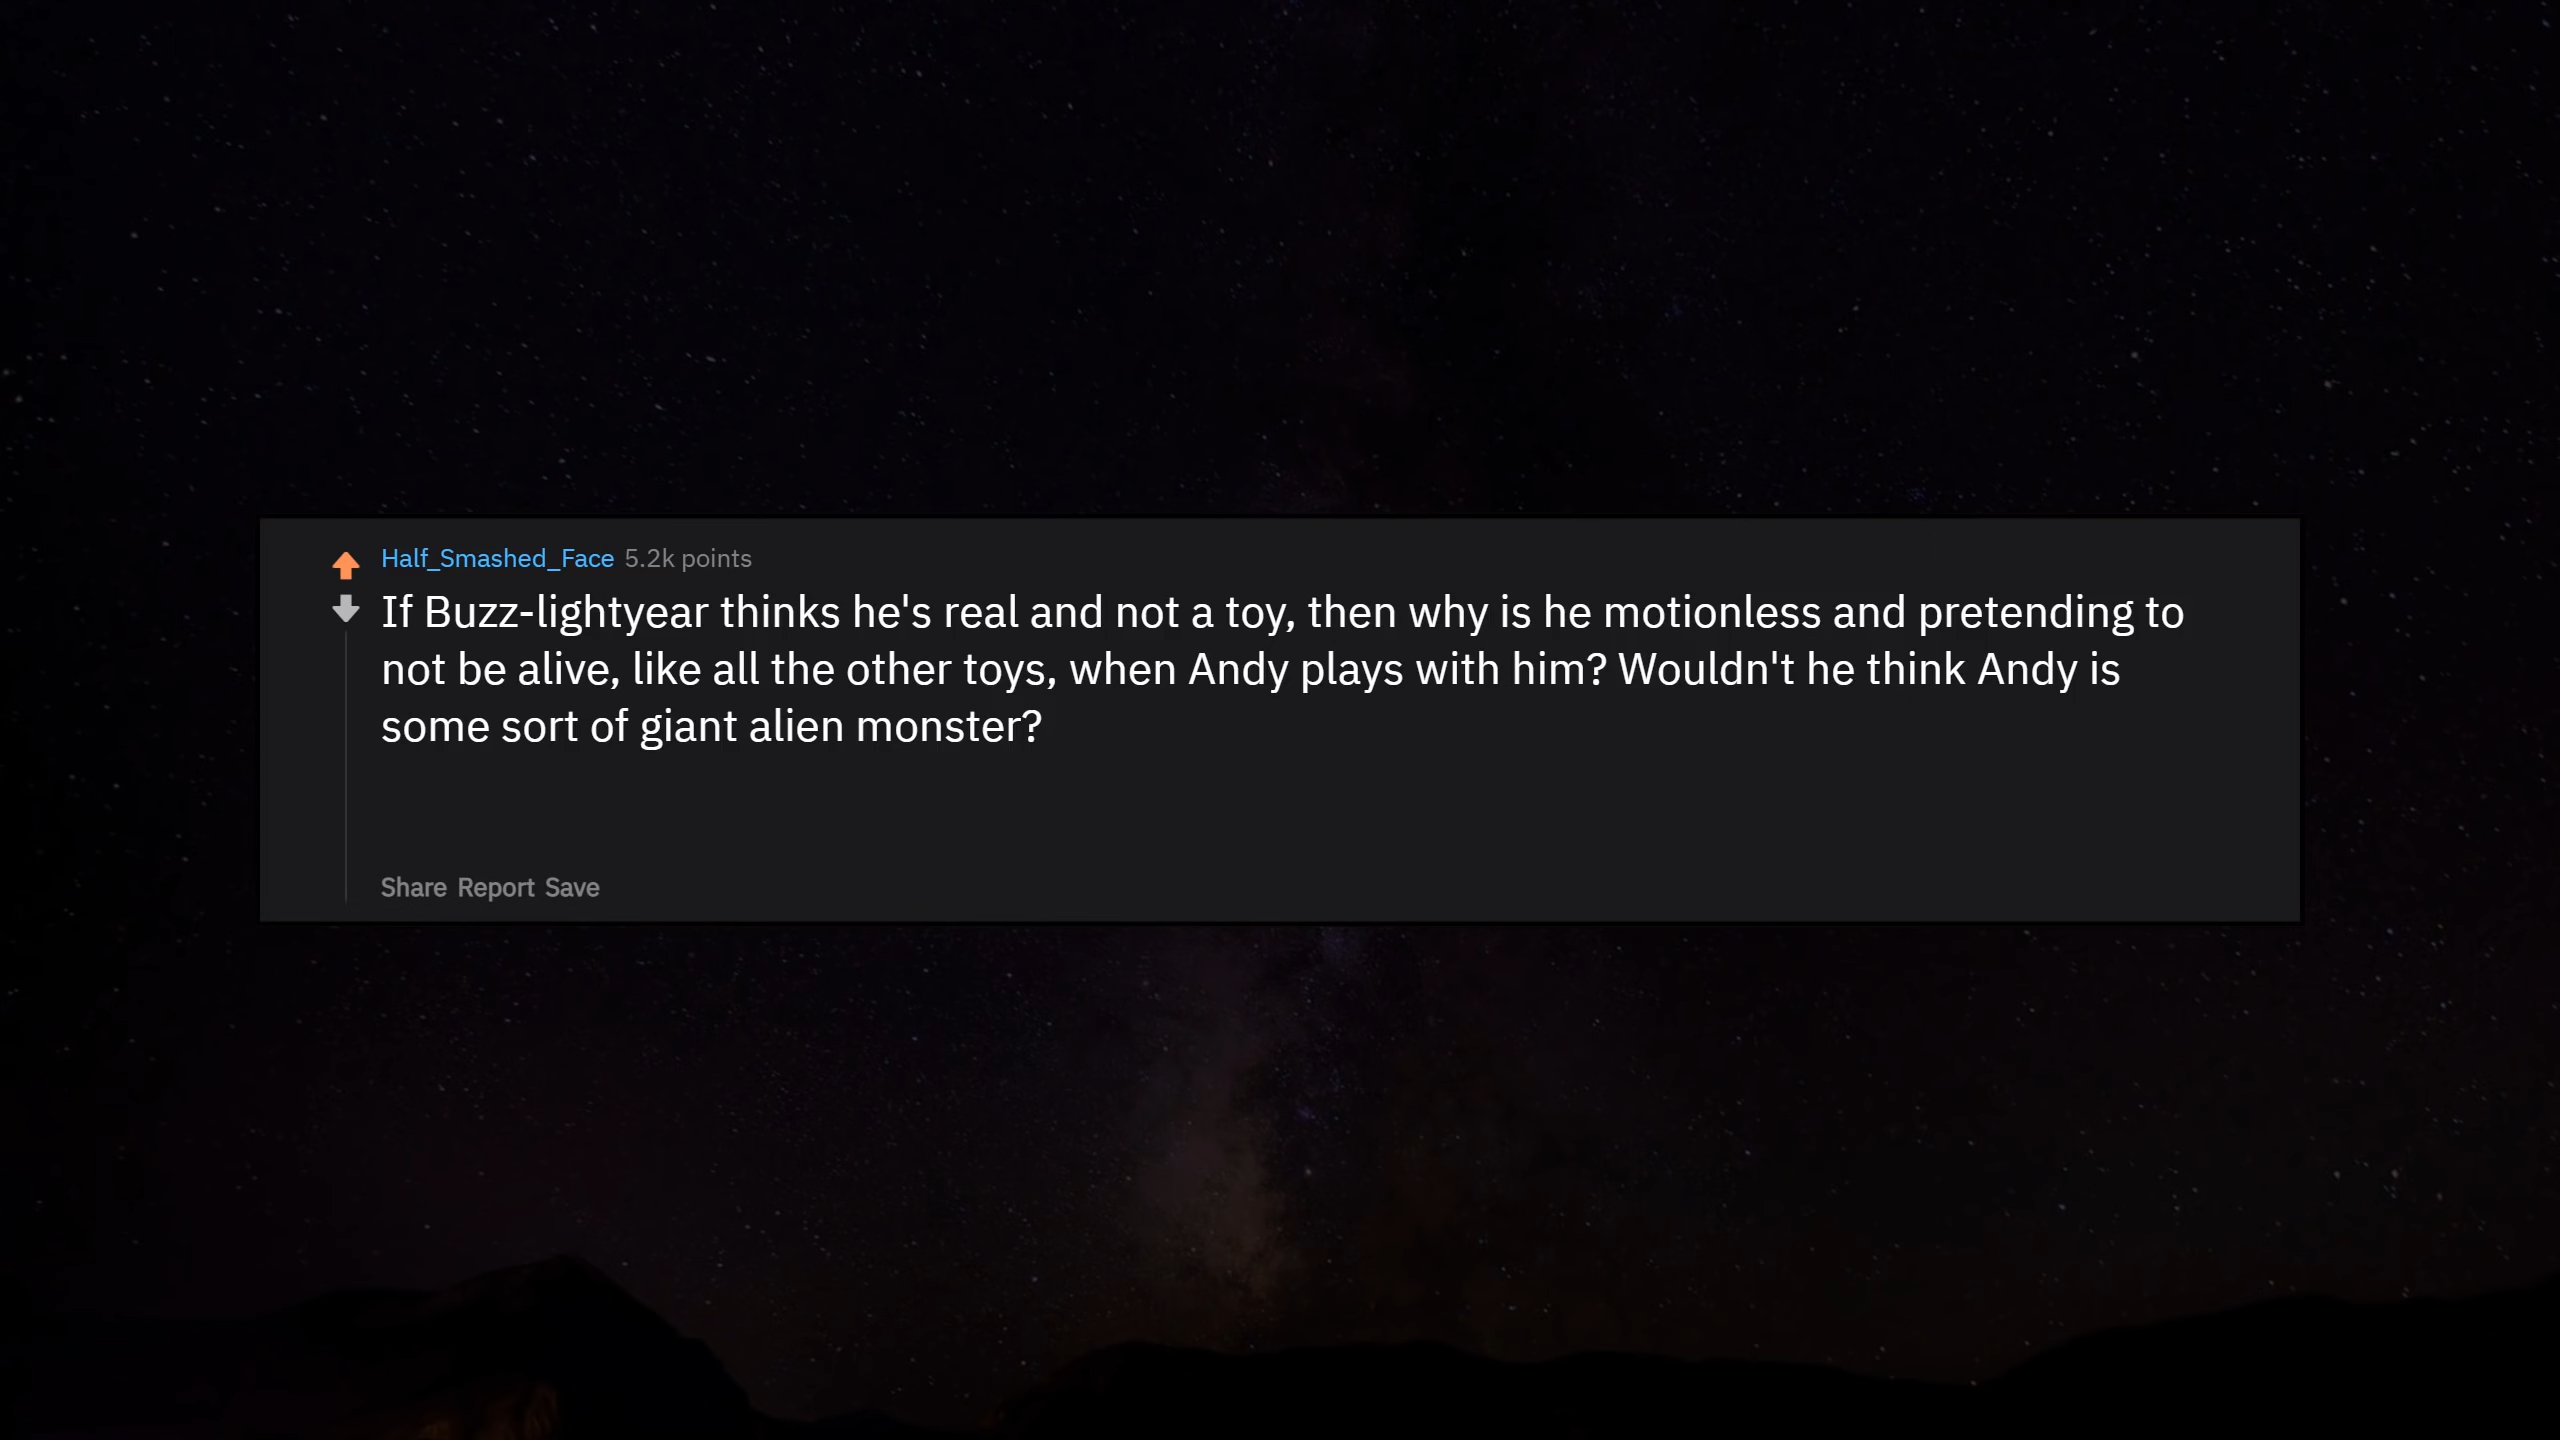 Half_Smashed_Face 5.2k points
If Buzz-lightyear thinks he's real and not a toy, then why is he motionless and pretending to
not be alive, like all the other toys, when Andy plays with him? Wouldn't he think Andy is
some sort of giant alien monster?
Share Report Save